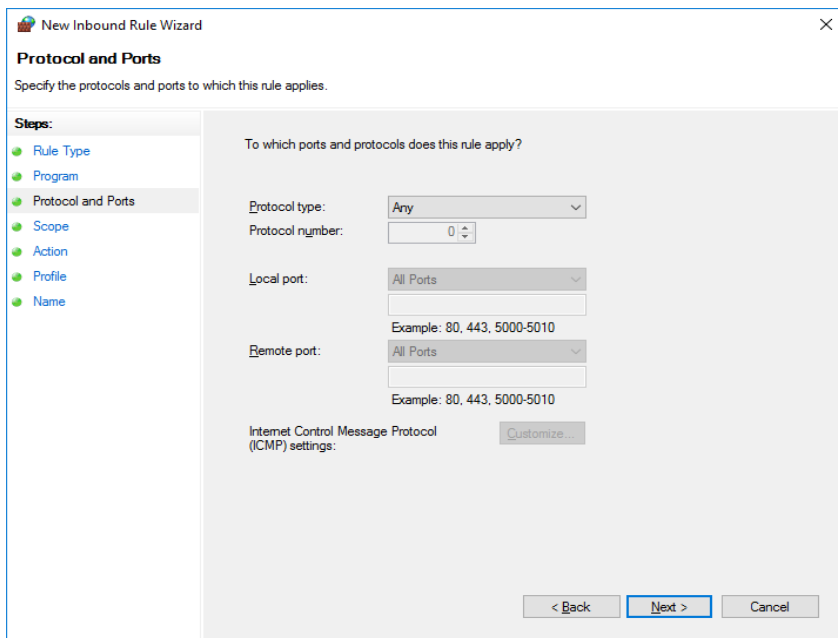 New Inbound Rule Wizard
Protocol and Ports
Specify the protocols and ports to which this rule applies.
Steps:
Rule Type
Program
Protocol and Ports
Scope
Action
Profile
Name
To which ports and protocols does this rule apply?
Protocol type: Any
Protocol number: 0
Local port: All Ports
Example: 80, 443, 5000-5010
Remote port: All Ports
Example: 80, 443, 5000-5010
Internet Control Message Protocol
(ICMP) settings: Customize...
< Back Next > Cancel